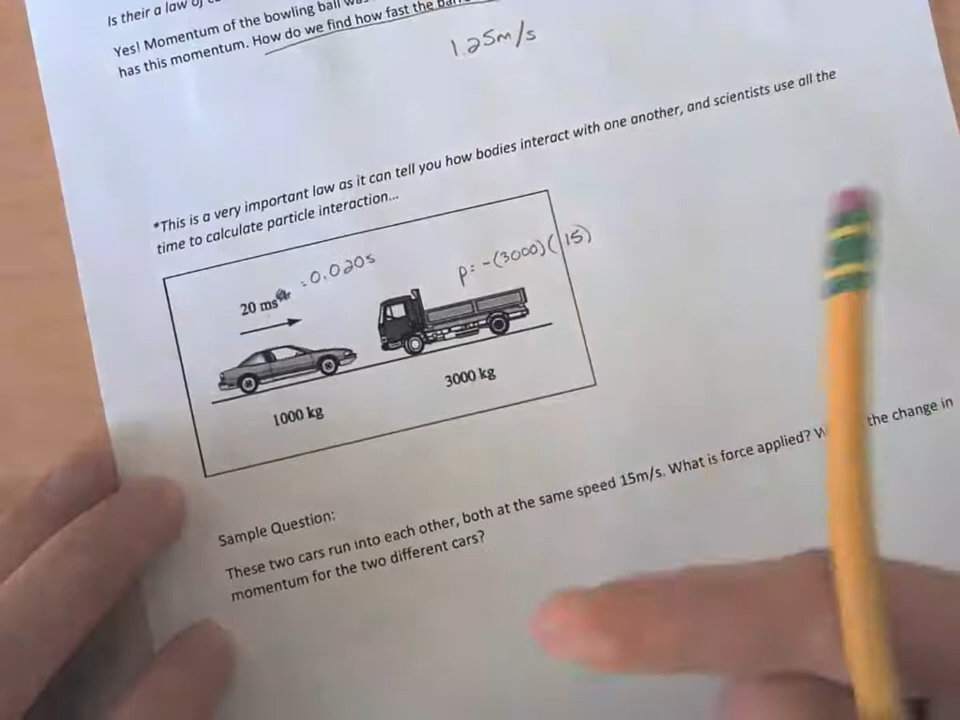 Is their a law of
Yes! Momentum of the bowling ball
has this momentum. How do we find how fast the
1.25m/s
*This is a very important law as it can tell you how bodies interact with one another, and scientists use all the
time to calculate particle interaction...
20 ms = 0.020s
p= -(3000)(15)
1000 kg
3000 kg
Sample Question:
These two cars run into each other, both at the same speed 15m/s. What is force applied? the change in
momentum for the two different cars?